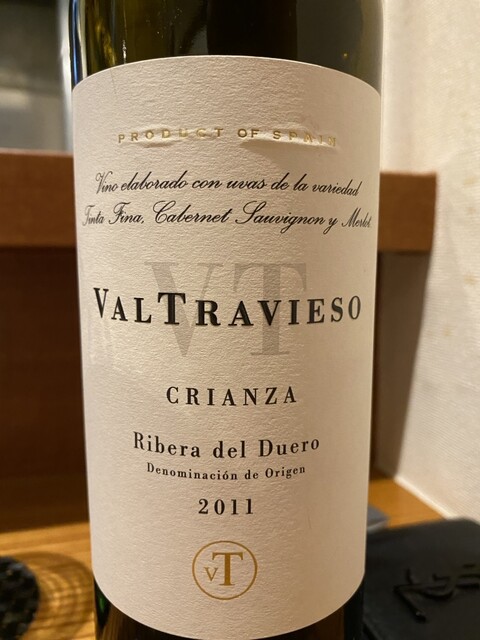 PRODUCT OF SPAIN
Vino elaborado con uvas de la variedad
Tinta Fina, Cabernet Sauvignon y Merlot.
VT
VALTRAVIESO
CRIANZA
Ribera del Duero
Denominación de Origen
2011
VT